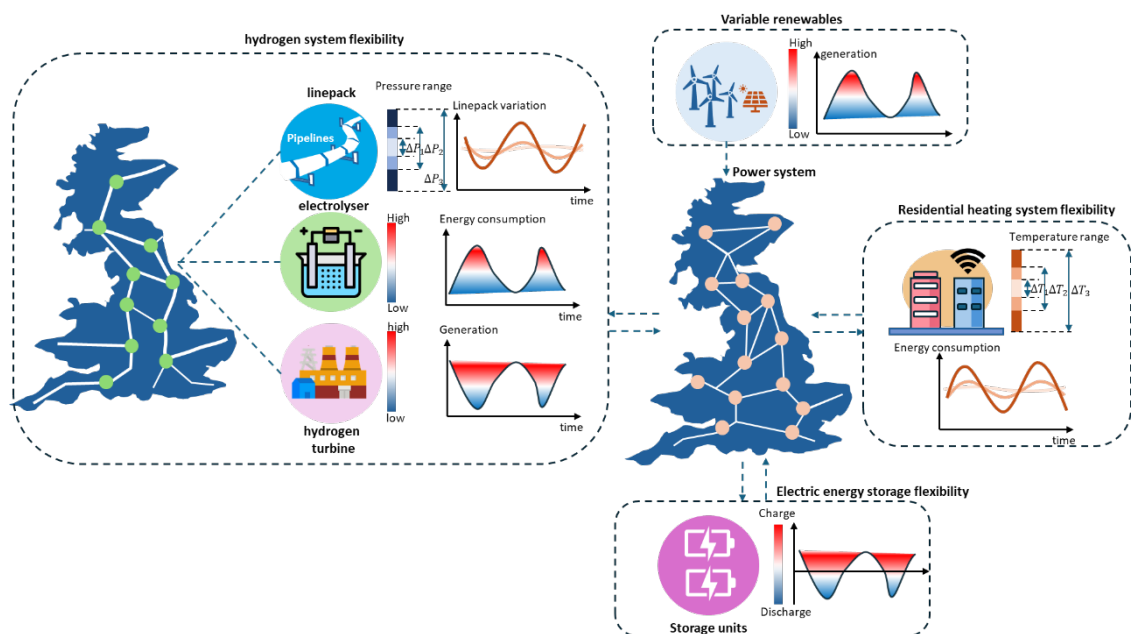 hydrogen system flexibility
linepack
Pipelines
Pressure range
ΔP₁ ΔP₂
ΔP₃
Linepack variation
time
electrolyser
High
Low
Energy consumption
time
high
low
Generation
time
hydrogen
turbine
Variable renewables
High
Low
generation
time
Power system
Residential heating system flexibility
Temperature range
ΔT₁ ΔT₂ ΔT₃
Energy consumption
time
Electric energy storage flexibility
Charge
Discharge
Storage units